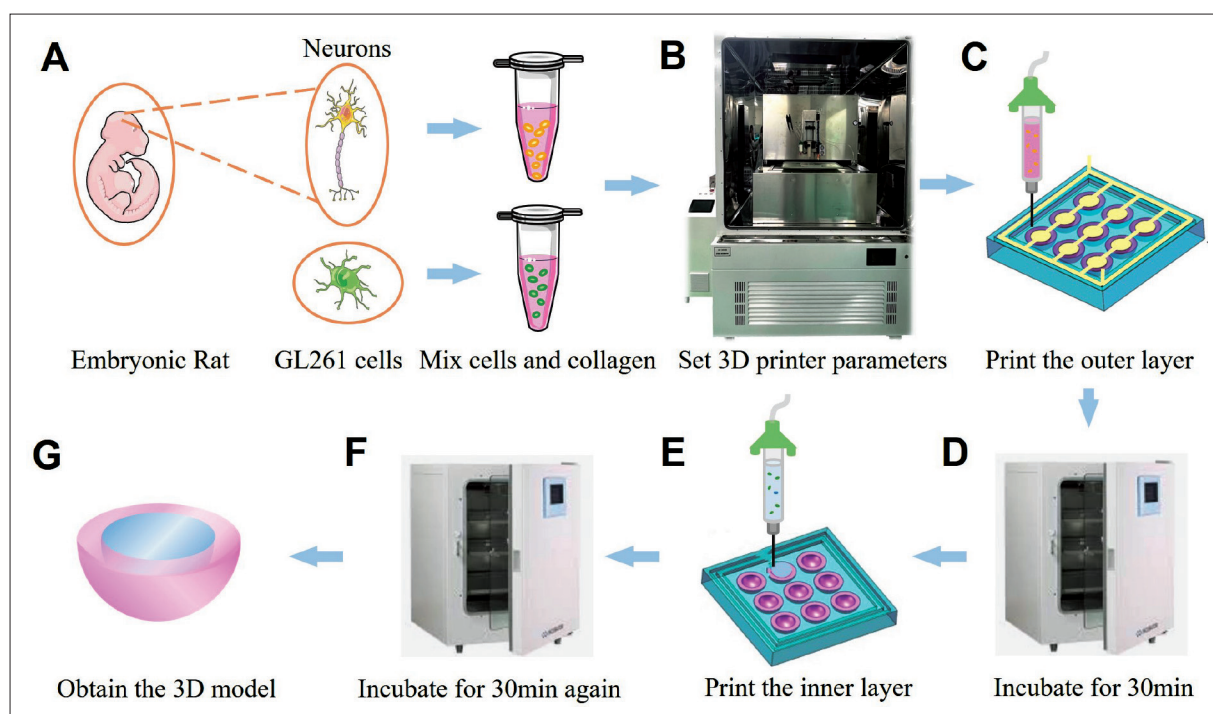 A
Neurons
B
C
Embryonic Rat
GL261 cells
Mix cells and collagen
Set 3D printer parameters
Print the outer layer
G
F
E
D
Obtain the 3D model
Incubate for 30min again
Print the inner layer
Incubate for 30min